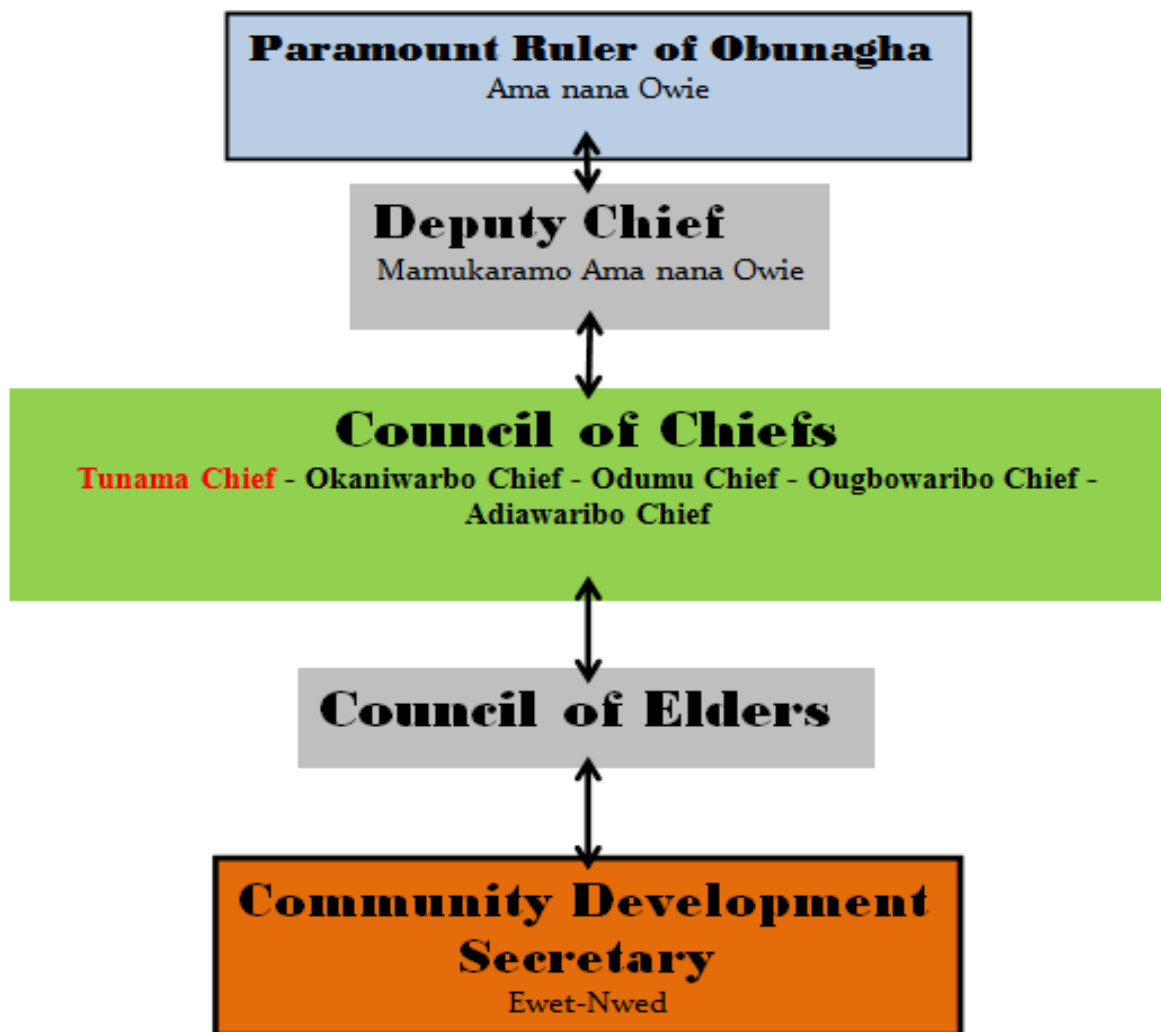 Paramount Ruler of Obunagha
Ama nana Owie
Deputy Chief
Mamukaramo Ama nana Owie
Council of Chiefs
Tunama Chief - Okaniwarbo Chief - Odumu Chief - Ougbowaribo Chief -
Adiawaribo Chief
Council of Elders
Community Development
Secretary
Ewet-Nwed